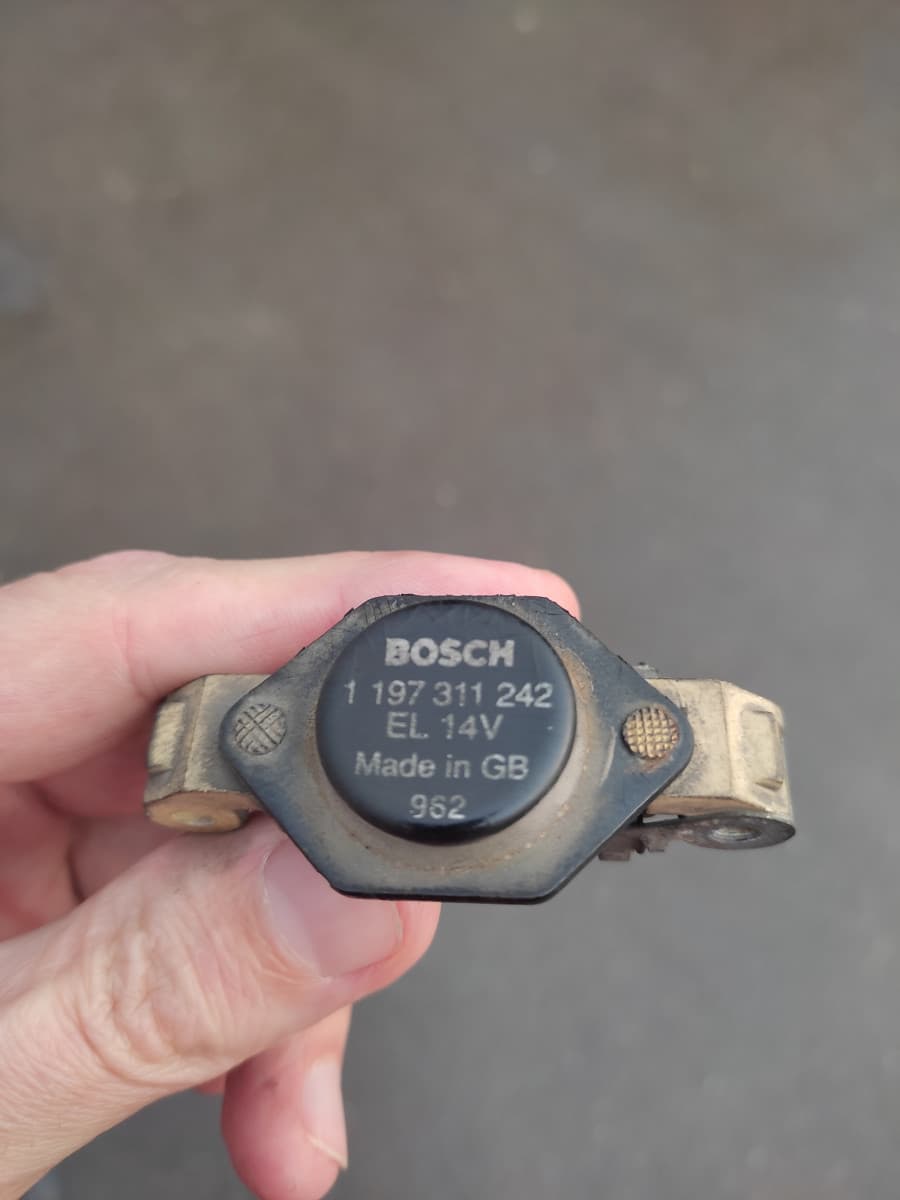 BOSCH
1 197 311 242
EL 14V
Made in GB
962